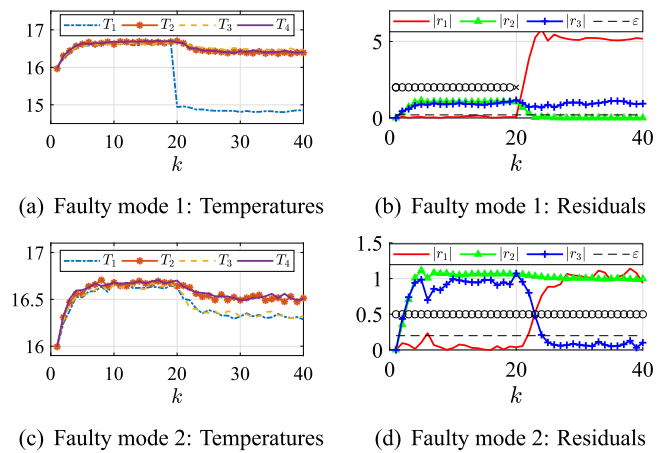 T1 T2 T3 T4
17
16
15
0 10 20 30 40
k
(a) Faulty mode 1: Temperatures
|r1| |r2| |r3| ε
5
0
0 10 20 30 40
k
(b) Faulty mode 1: Residuals
T1 T2 T3 T4
17
16.5
16
0 10 20 30 40
k
(c) Faulty mode 2: Temperatures
|r1| |r2| |r3| ε
1.5
1
0.5
0
0 10 20 30 40
k
(d) Faulty mode 2: Residuals